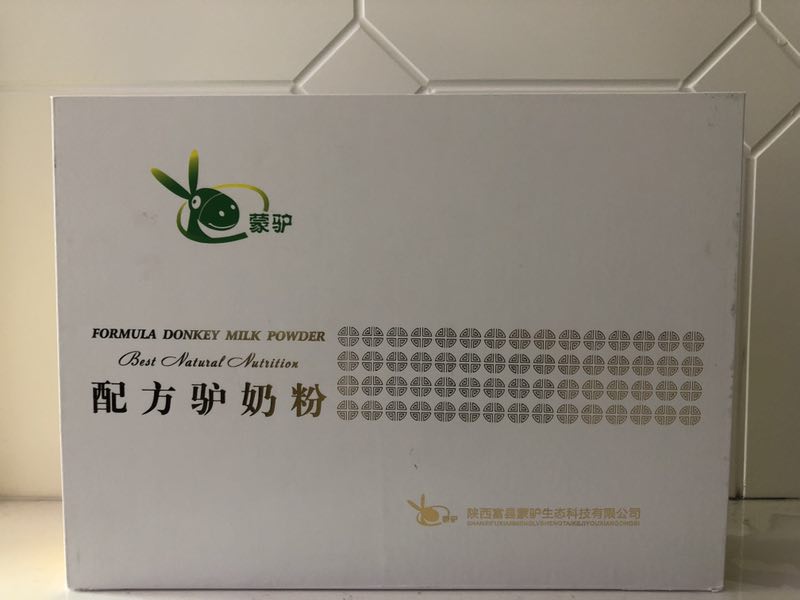 蒙驴
FORMULA DONKEY MILK POWDER
Best Natural Nutrition
配方驴奶粉
蒙驴
陕西富县蒙驴生态科技有限公司